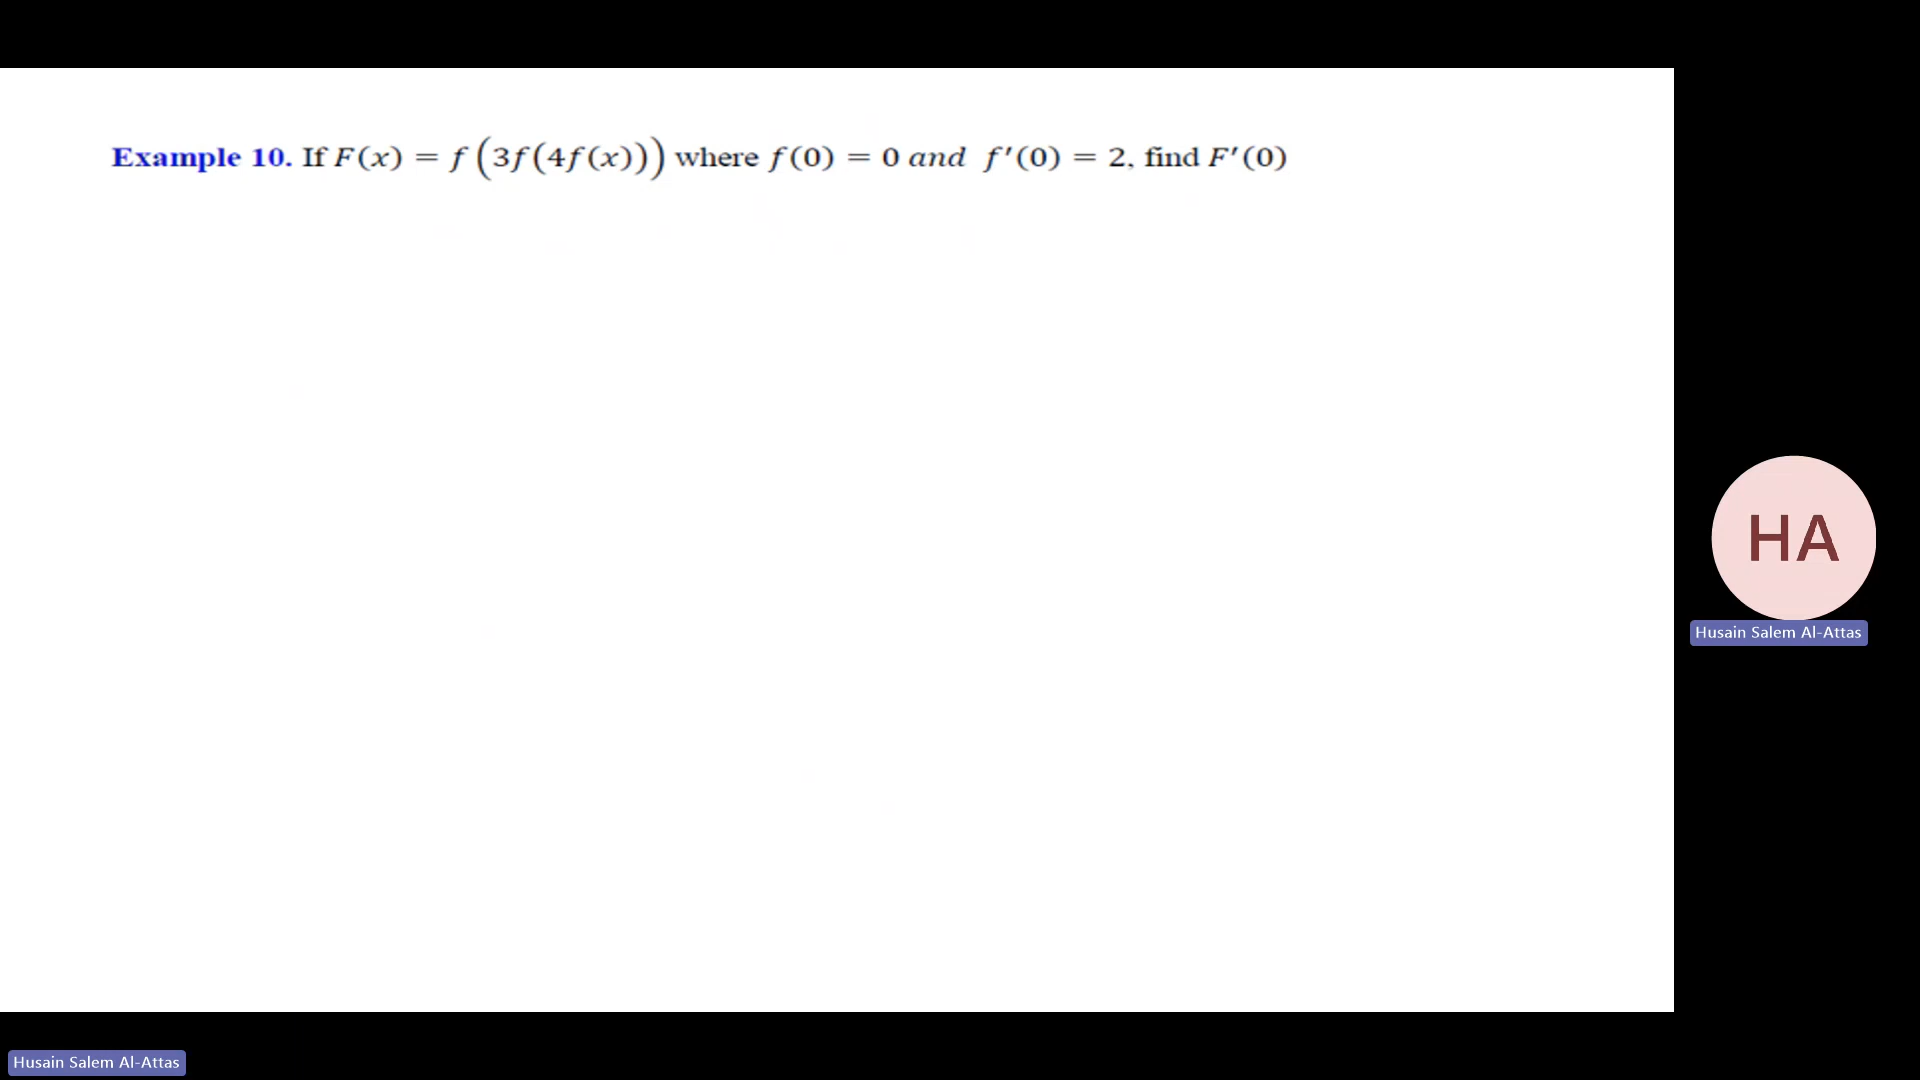 Example 10. If F(x) = f(3f(4f(x))) where f(0) = 0 and f′(0) = 2, find F′(0)
HA
Husain Salem Al-Attas
Husain Salem Al-Attas